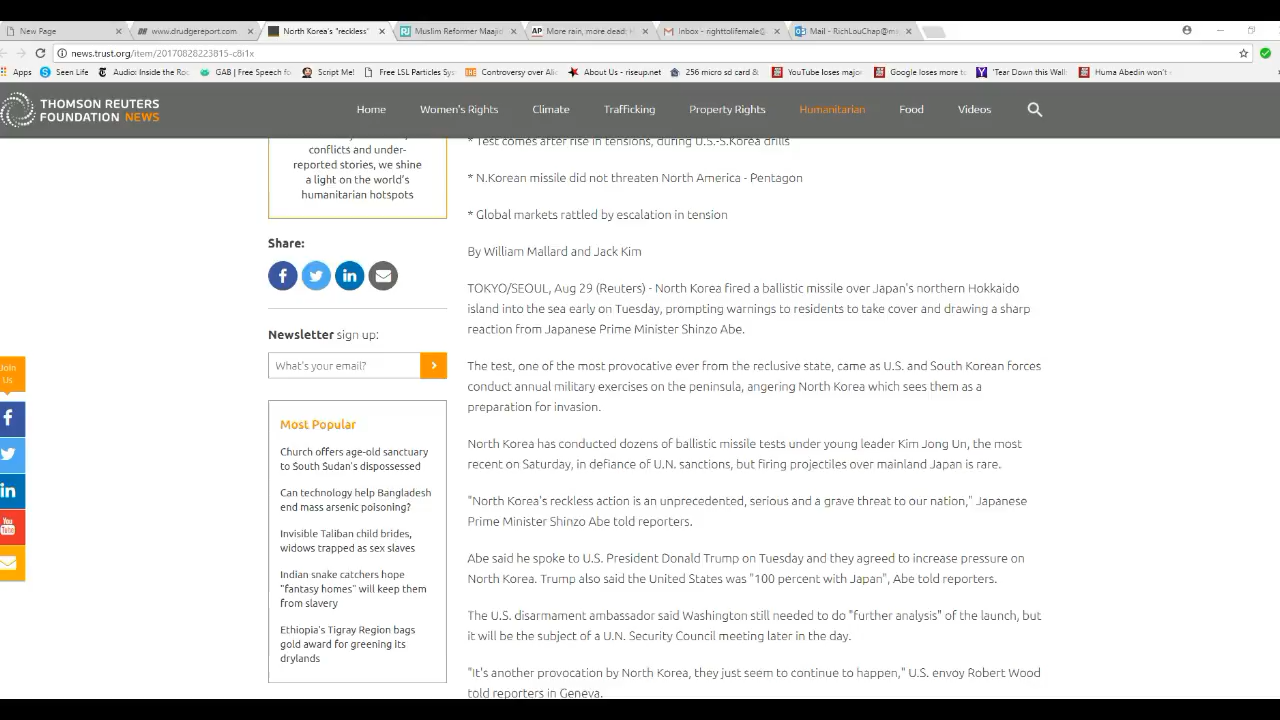 New Page
www.drudgereport.com
North Korea's "reckless"
Muslim Reformer Maajid
More rain, more dead: H
Inbox - righttolifemale@
Mail - RichLouChap@m
news.trust.org/item/20170828223815-c8i1x
Apps
Seen Life
Audio: Inside the Ro
GAB | Free Speech fo
Script Me!
Free LSL Particles Sy
Controversy over Ali
About Us - riseup.net
256 micro sd card &
YouTube loses major
Google loses more t
'Tear Down this Wall
Huma Abedin won't
THOMSON REUTERS
FOUNDATION NEWS
Home
Women's Rights
Climate
Trafficking
Property Rights
Humanitarian
Food
Videos
conflicts and under-
reported stories, we shine
a light on the world's
humanitarian hotspots
Share:
Newsletter sign up:
What's your email?
Join
Us
Most Popular
Church offers age-old sanctuary
to South Sudan's dispossessed
Can technology help Bangladesh
end mass arsenic poisoning?
Invisible Taliban child brides,
widows trapped as sex slaves
Indian snake catchers hope
"fantasy homes" will keep them
from slavery
Ethiopia's Tigray Region bags
gold award for greening its
drylands
* Test comes after rise in tensions, during U.S.-S.Korea drills
* N.Korean missile did not threaten North America - Pentagon
* Global markets rattled by escalation in tension
By William Mallard and Jack Kim
TOKYO/SEOUL, Aug 29 (Reuters) - North Korea fired a ballistic missile over Japan's northern Hokkaido
island into the sea early on Tuesday, prompting warnings to residents to take cover and drawing a sharp
reaction from Japanese Prime Minister Shinzo Abe.
The test, one of the most provocative ever from the reclusive state, came as U.S. and South Korean forces
conduct annual military exercises on the peninsula, angering North Korea which sees them as a
preparation for invasion.
North Korea has conducted dozens of ballistic missile tests under young leader Kim Jong Un, the most
recent on Saturday, in defiance of U.N. sanctions, but firing projectiles over mainland Japan is rare.
"North Korea's reckless action is an unprecedented, serious and a grave threat to our nation," Japanese
Prime Minister Shinzo Abe told reporters.
Abe said he spoke to U.S. President Donald Trump on Tuesday and they agreed to increase pressure on
North Korea. Trump also said the United States was "100 percent with Japan", Abe told reporters.
The U.S. disarmament ambassador said Washington still needed to do "further analysis" of the launch, but
it will be the subject of a U.N. Security Council meeting later in the day.
"It's another provocation by North Korea, they just seem to continue to happen," U.S. envoy Robert Wood
told reporters in Geneva.